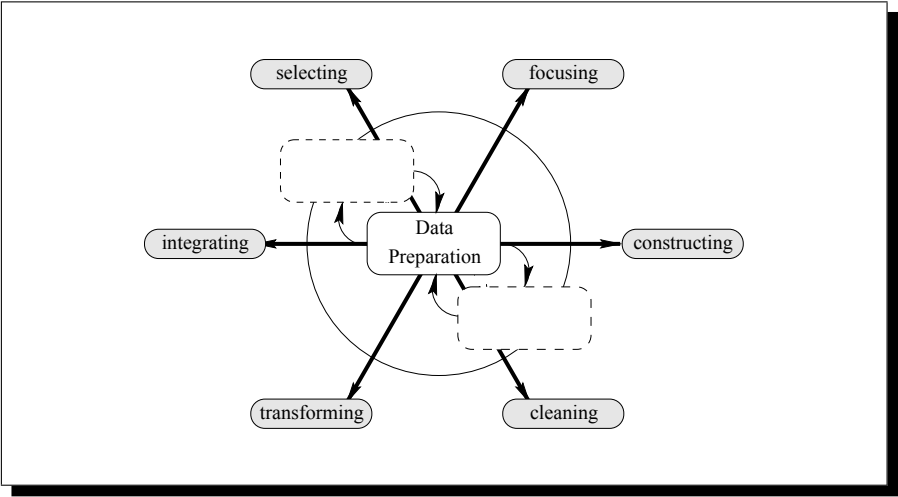 selecting
focusing
Data
Preparation
integrating
constructing
transforming
cleaning